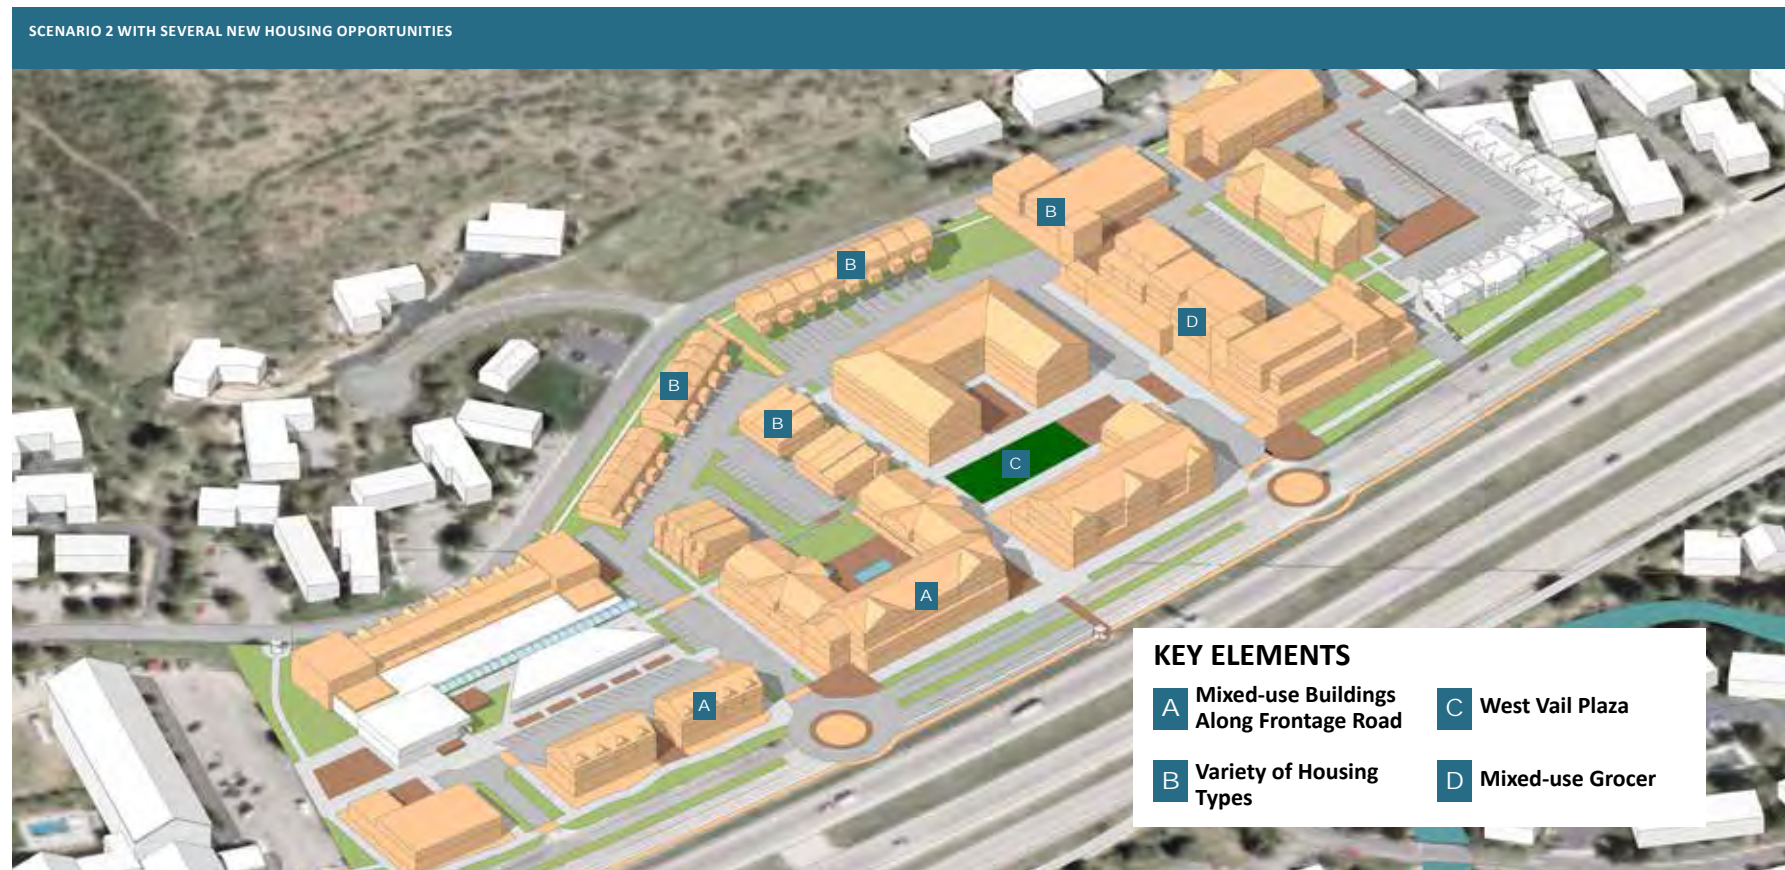 SCENARIO 2 WITH SEVERAL NEW HOUSING OPPORTUNITIES
B
B
D
B
B
C
A
A
KEY ELEMENTS
A Mixed-use Buildings
Along Frontage Road
B Variety of Housing
Types
C West Vail Plaza
D Mixed-use Grocer